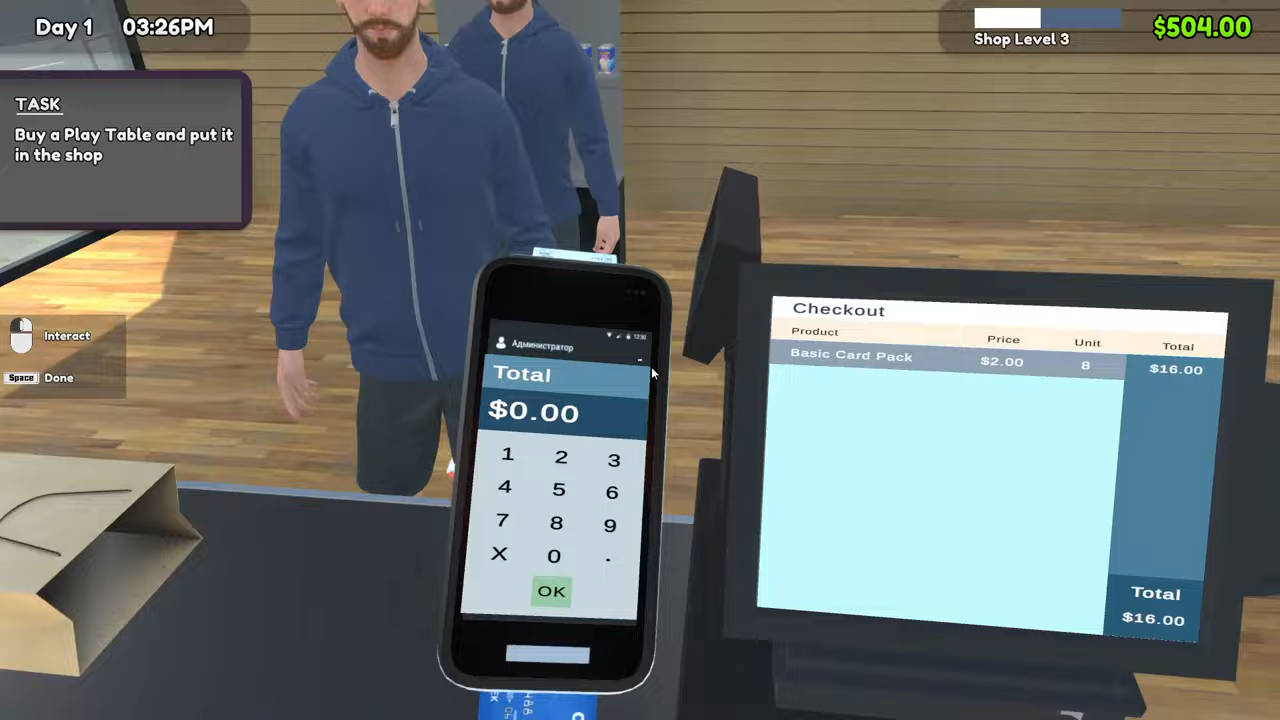 Day 1 03:26PM
Shop Level 3
$504.00
TASK
Buy a Play Table and put it
in the shop
Interact
Space Done
Администратор
Total
$0.00
1 2 3
4 5 6
7 8 9
X 0 .
OK
Checkout
Product Price Unit Total
Basic Card Pack $2.00 8 $16.00
Total
$16.00